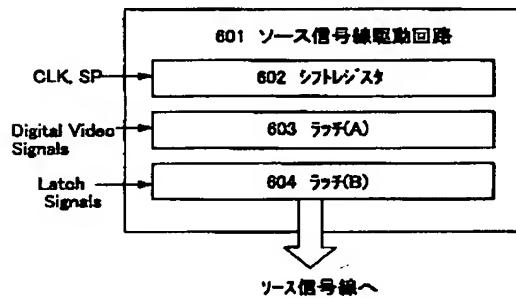 601 ソース信号線駆動回路
CLK, SP
602 シフトレジスタ
Digital Video
Signals
603 ラッチ(A)
Latch
Signals
604 ラッチ(B)
ソース信号線へ